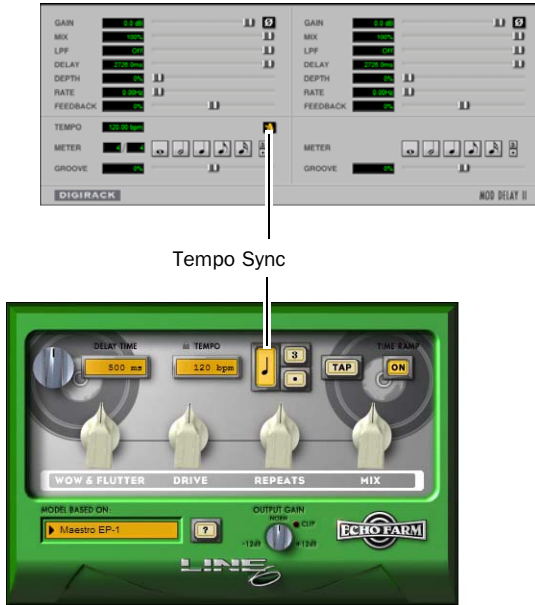 GAIN 0.0 dB GAIN 0.0 dB
MIX 100% MIX 100%
LPF Off LPF Off
DELAY 2726.0ms DELAY 2726.0ms
DEPTH 0% DEPTH 0%
RATE 0.00Hz RATE 0.00Hz
FEEDBACK 0% FEEDBACK 0%
TEMPO 120.00 bpm
METER 4 / 4 3 METER 3
GROOVE 0% GROOVE 0%
DIGIRACK MOD DELAY II
Tempo Sync
DELAY TIME TEMPO TIME RAMP
500 ms 120 bpm 3 TAP ON
WOW & FLUTTER DRIVE REPEATS MIX
MODEL BASED ON: OUTPUT GAIN
NORM
Maestro EP-1 ? CLIP ECHO FARM
-12dB +12dB
LINE 6